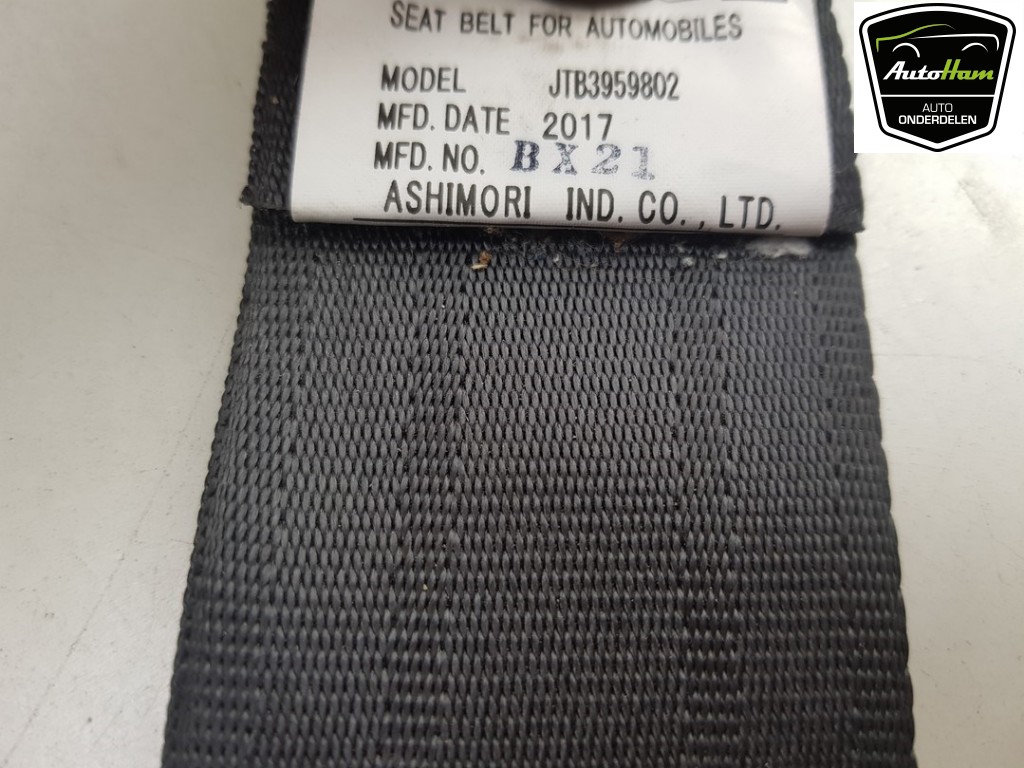 SEAT BELT FOR AUTOMOBILES
MODEL JTB3959802
MFD. DATE 2017
MFD. NO. BX21
ASHIMORI IND. CO., LTD.
AutoHam
AUTO
ONDERDELEN